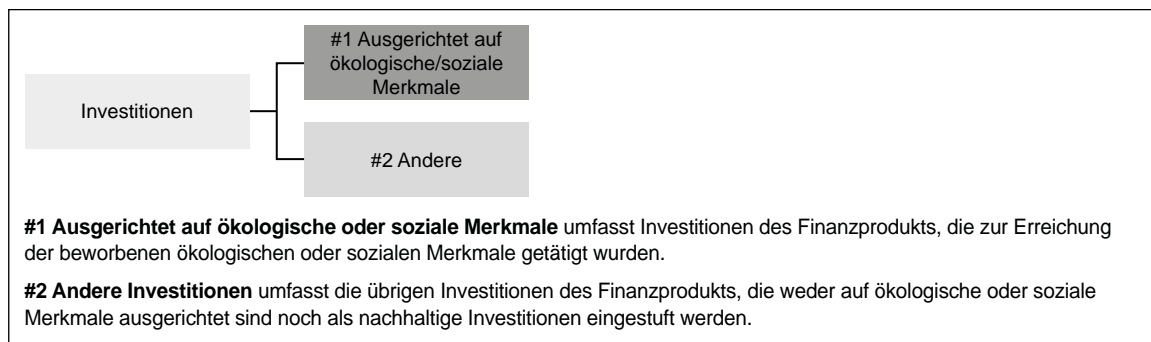 #1 Ausgerichtet auf
ökologische/soziale
Merkmale
Investitionen
#2 Andere
#1 Ausgerichtet auf ökologische oder soziale Merkmale umfasst Investitionen des Finanzprodukts, die zur Erreichung
der beworbenen ökologischen oder sozialen Merkmale getätigt wurden.
#2 Andere Investitionen umfasst die übrigen Investitionen des Finanzprodukts, die weder auf ökologische oder soziale
Merkmale ausgerichtet sind noch als nachhaltige Investitionen eingestuft werden.